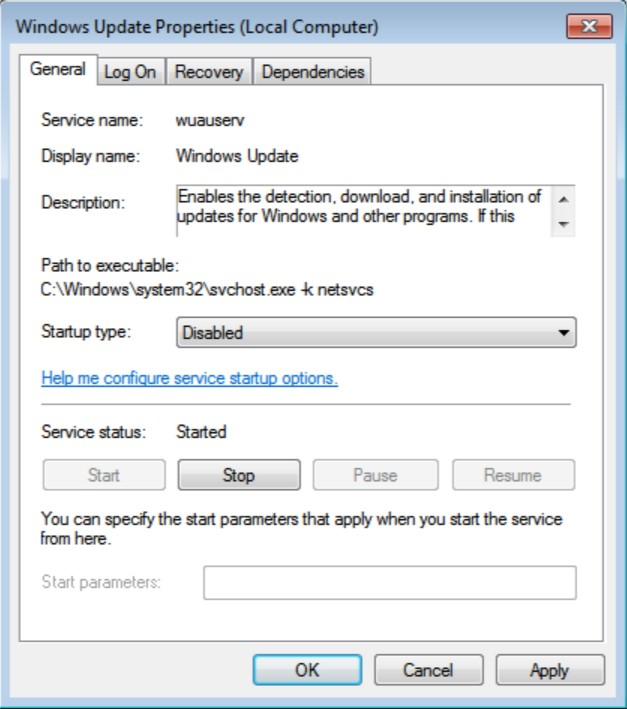 Windows Update Properties (Local Computer)
General Log On Recovery Dependencies
Service name: wuauserv
Display name: Windows Update
Description: Enables the detection, download, and installation of
updates for Windows and other programs. If this
Path to executable:
C:\Windows\system32\svchost.exe -k netsvcs
Startup type: Disabled
Help me configure service startup options.
Service status: Started
Start Stop Pause Resume
You can specify the start parameters that apply when you start the service
from here.
Start parameters:
OK Cancel Apply